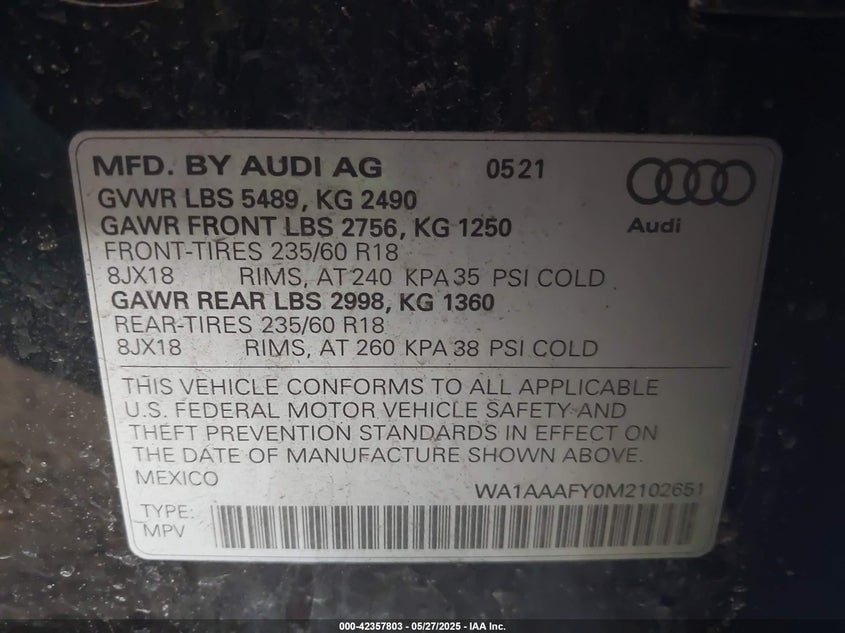 MFD. BY AUDI AG 0521
GVWR LBS 5489, KG 2490
GAWR FRONT LBS 2756, KG 1250
Audi
FRONT-TIRES 235/60 R18
8JX18 RIMS, AT 240 KPA 35 PSI COLD
GAWR REAR LBS 2998, KG 1360
REAR-TIRES 235/60 R18
8JX18 RIMS, AT 260 KPA 38 PSI COLD
THIS VEHICLE CONFORMS TO ALL APPLICABLE
U.S. FEDERAL MOTOR VEHICLE SAFETY AND
THEFT PREVENTION STANDARDS IN EFFECT ON
THE DATE OF MANUFACTURE SHOWN ABOVE.
MEXICO
WA1AAAFY0M2102651
TYPE:
MPV
000-42357803 - 05/27/2025 - IAA Inc.